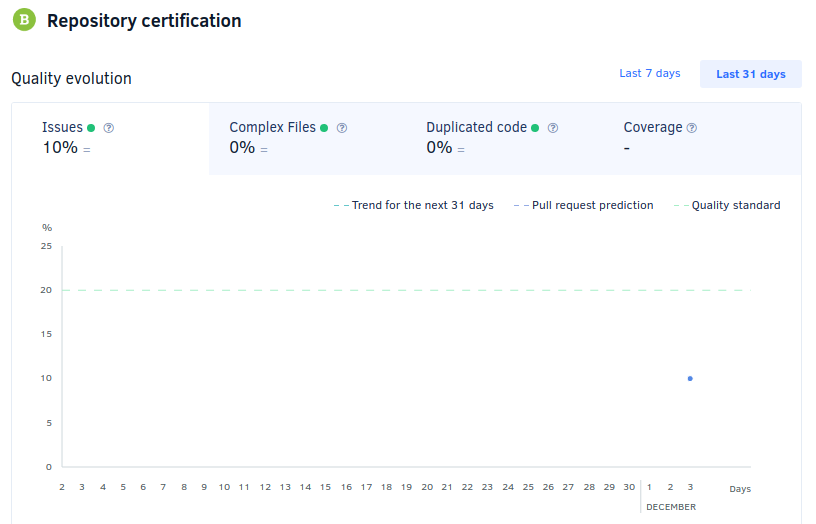 B Repository certification
Quality evolution
Last 7 days Last 31 days
Issues ? Complex Files ? Duplicated code ? Coverage ?
10% = 0% = 0% = -
Trend for the next 31 days Pull request prediction Quality standard
%
25
20
15
10
5
0
2 3 4 5 6 7 8 9 10 11 12 13 14 15 16 17 18 19 20 21 22 23 24 25 26 27 28 29 30 1 2 3 Days
DECEMBER